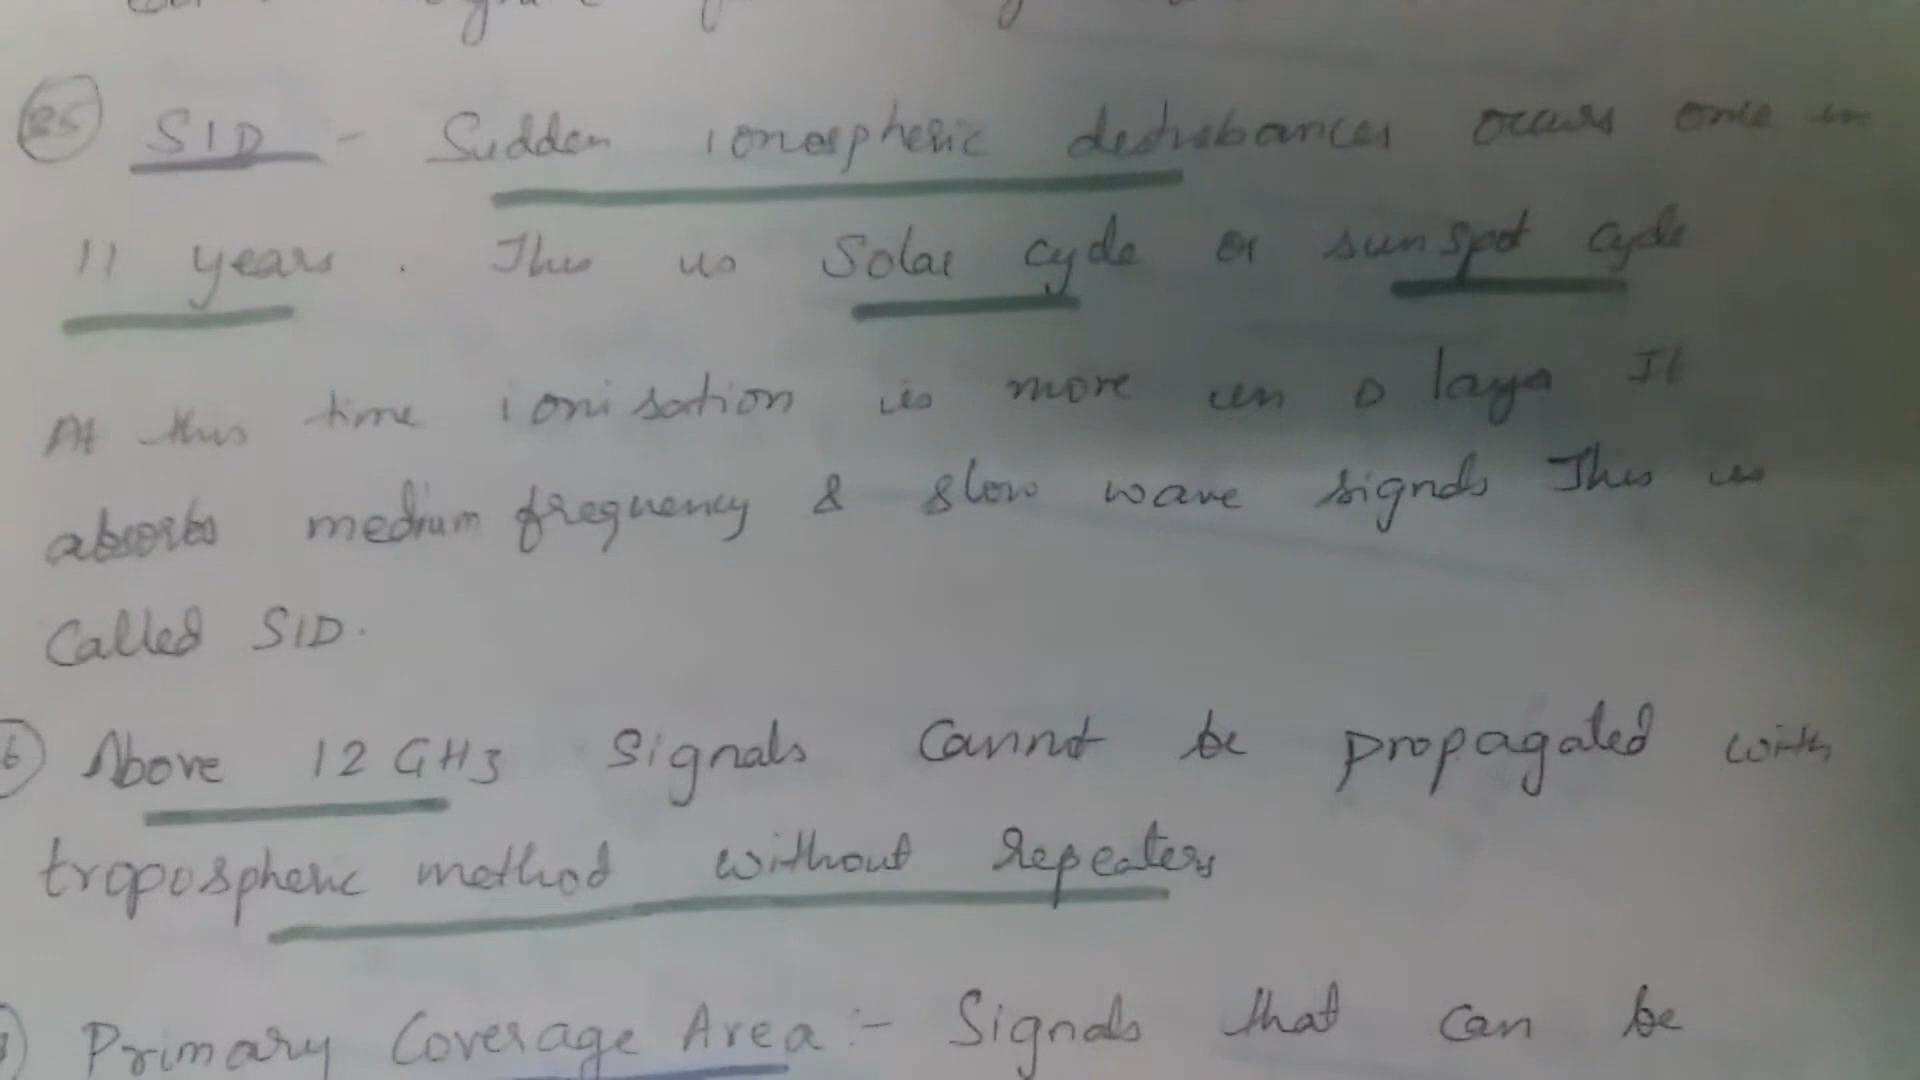 25 SID - Sudden ionospheric disturbances occurs once in
11 years. This is Solar cycle or sunspot cycle
At this time ionisation is more in D layer It
absorbs medium frequency & slow wave signals This is
Called SID.
6 Above 12 GHz Signals Cannot be propagated with
tropospheric method without repeaters
Primary Coverage Area :- Signals that can be